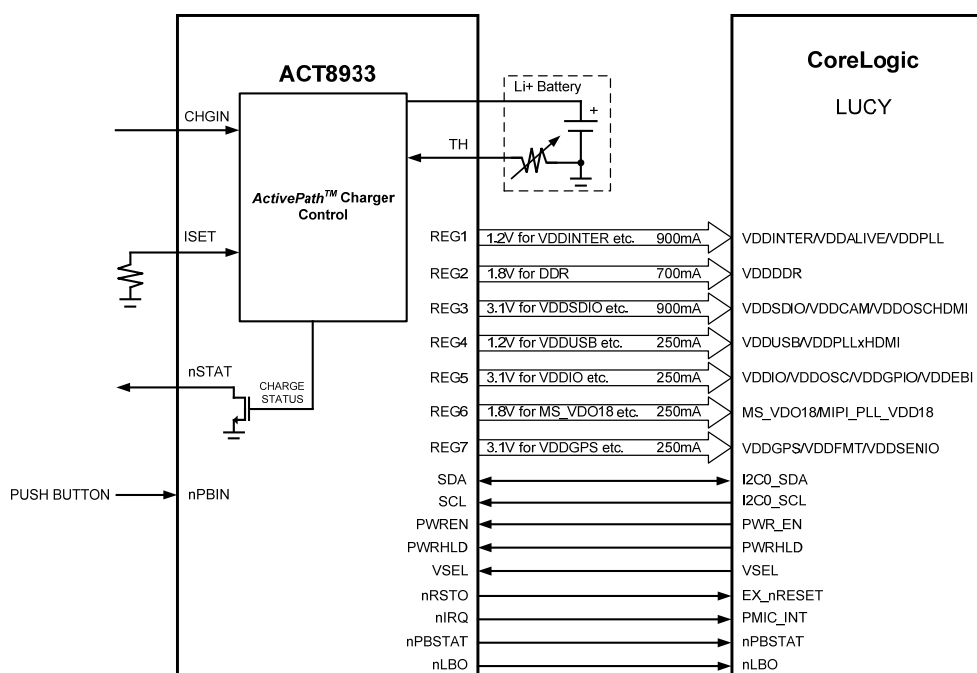 ACT8933
CoreLogic
LUCY
Li+ Battery
+
CHGIN
TH
ActivePath™ Charger
Control
ISET
REG1 1.2V for VDDINTER etc. 900mA VDDINTER/VDDALIVE/VDDPLL
REG2 1.8V for DDR 700mA VDDDDR
REG3 3.1V for VDDSDIO etc. 900mA VDDSDIO/VDDCAM/VDDOSCHDMI
REG4 1.2V for VDDUSB etc. 250mA VDDUSB/VDDPLLxHDMI
REG5 3.1V for VDDIO etc. 250mA VDDIO/VDDOSC/VDDGPIO/VDDEBI
REG6 1.8V for MS_VDO18 etc. 250mA MS_VDO18/MIPI_PLL_VDD18
REG7 3.1V for VDDGPS etc. 250mA VDDGPS/VDDFMT/VDDSENIO
nSTAT
CHARGE
STATUS
PUSH BUTTON nPBIN
SDA I2C0_SDA
SCL I2C0_SCL
PWREN PWR_EN
PWRHLD PWRHLD
VSEL VSEL
nRSTO EX_nRESET
nIRQ PMIC_INT
nPBSTAT nPBSTAT
nLBO nLBO